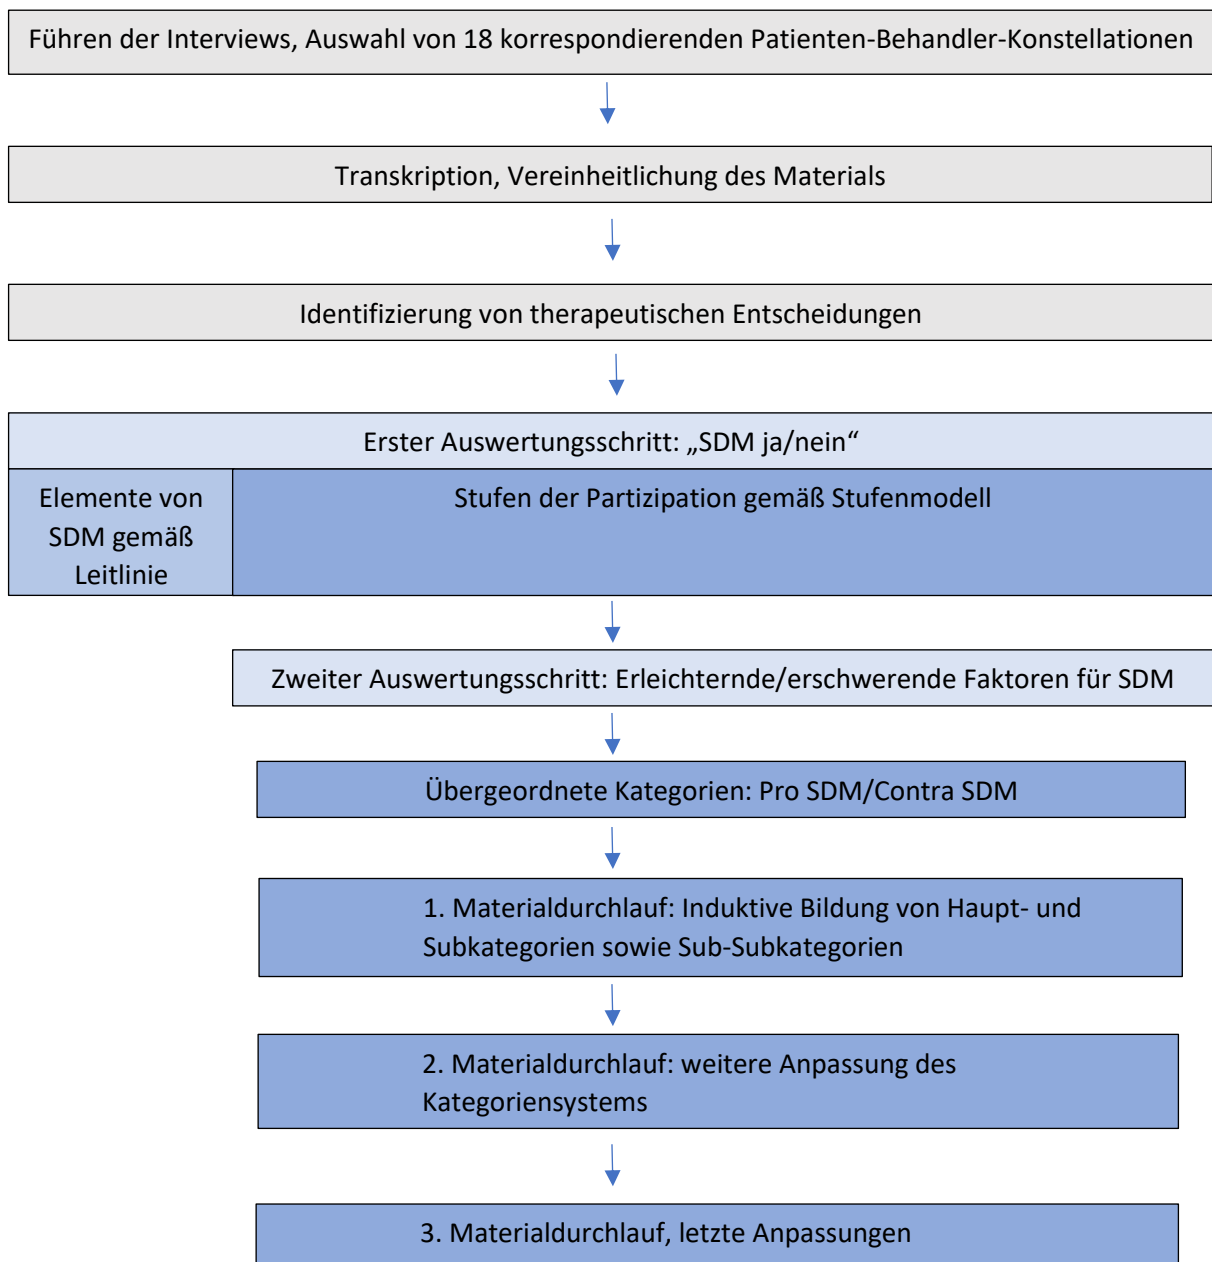 Führen der Interviews, Auswahl von 18 korrespondierenden Patienten-Behandler-Konstellationen
Transkription, Vereinheitlichung des Materials
Identifizierung von therapeutischen Entscheidungen
Erster Auswertungsschritt: „SDM ja/nein“
Elemente von
SDM gemäß
Leitlinie
Stufen der Partizipation gemäß Stufenmodell
Zweiter Auswertungsschritt: Erleichternde/erschwerende Faktoren für SDM
Übergeordnete Kategorien: Pro SDM/Contra SDM
1. Materialdurchlauf: Induktive Bildung von Haupt- und
Subkategorien sowie Sub-Subkategorien
2. Materialdurchlauf: weitere Anpassung des
Kategoriensystems
3. Materialdurchlauf, letzte Anpassungen